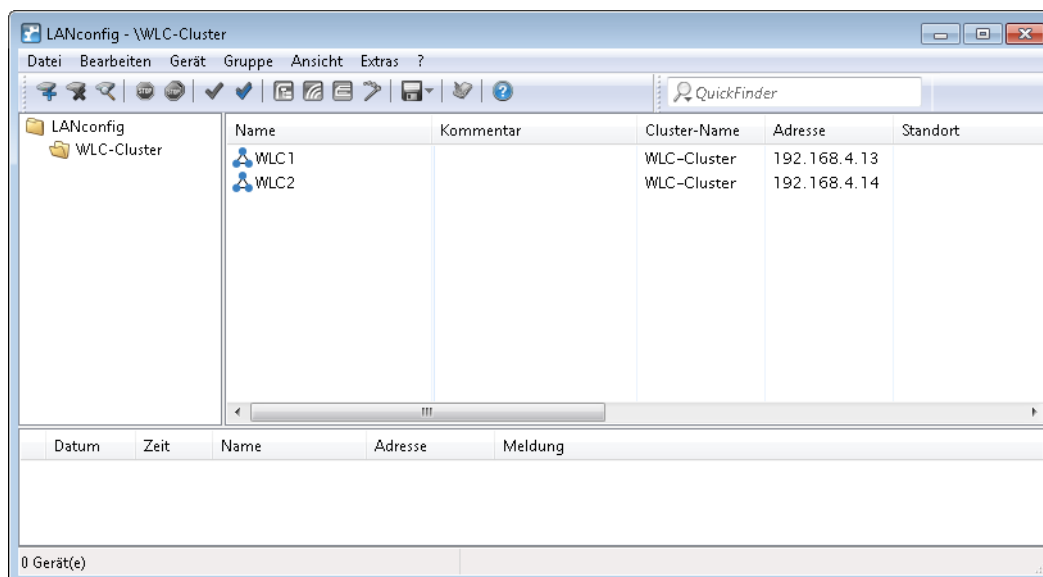 LANconfig - \WLC-Cluster
Datei Bearbeiten Gerät Gruppe Ansicht Extras ?
QuickFinder
LANconfig
WLC-Cluster
Name Kommentar Cluster-Name Adresse Standort
WLC1 WLC-Cluster 192.168.4.13
WLC2 WLC-Cluster 192.168.4.14
Datum Zeit Name Adresse Meldung
0 Gerät(e)